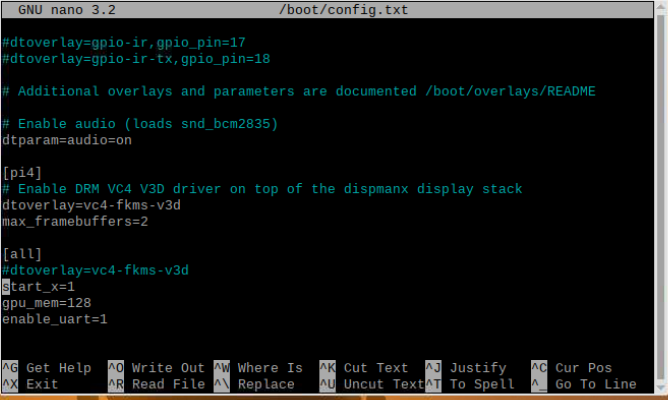 GNU nano 3.2 /boot/config.txt
#dtoverlay=gpio-ir,gpio_pin=17
#dtoverlay=gpio-ir-tx,gpio_pin=18
# Additional overlays and parameters are documented /boot/overlays/README
# Enable audio (loads snd_bcm2835)
dtparam=audio=on
[pi4]
# Enable DRM VC4 V3D driver on top of the dispmanx display stack
dtoverlay=vc4-fkms-v3d
max_framebuffers=2
[all]
#dtoverlay=vc4-fkms-v3d
start_x=1
gpu_mem=128
enable_uart=1
^G Get Help ^O Write Out ^W Where Is ^K Cut Text ^J Justify ^C Cur Pos
^X Exit ^R Read File ^\ Replace ^U Uncut Text ^T To Spell ^_ Go To Line